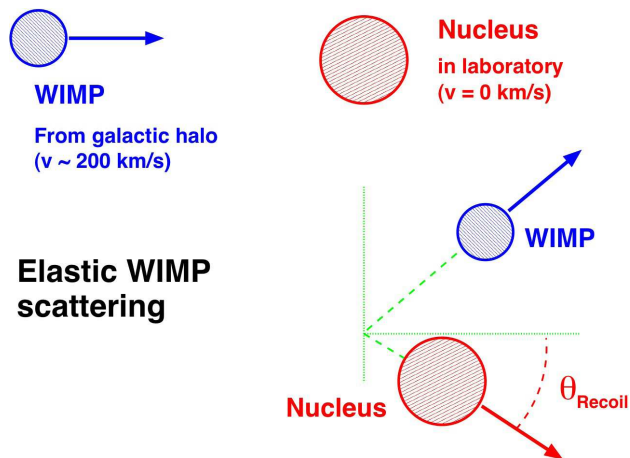 WIMP
From galactic halo
(v ~ 200 km/s)
Nucleus
in laboratory
(v = 0 km/s)
WIMP
Elastic WIMP
scattering
Nucleus
θRecoil